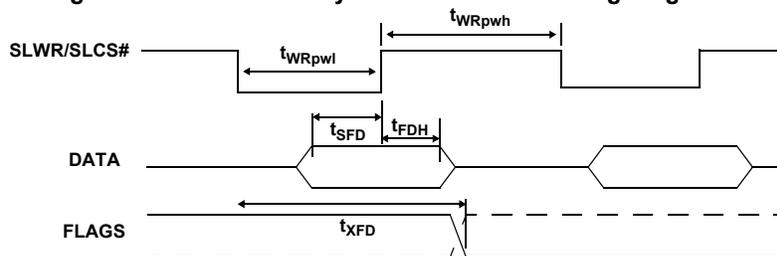 tWRpwh
SLWR/SLCS#
tWRpwl
tSFD
tFDH
DATA
tXFD
FLAGS